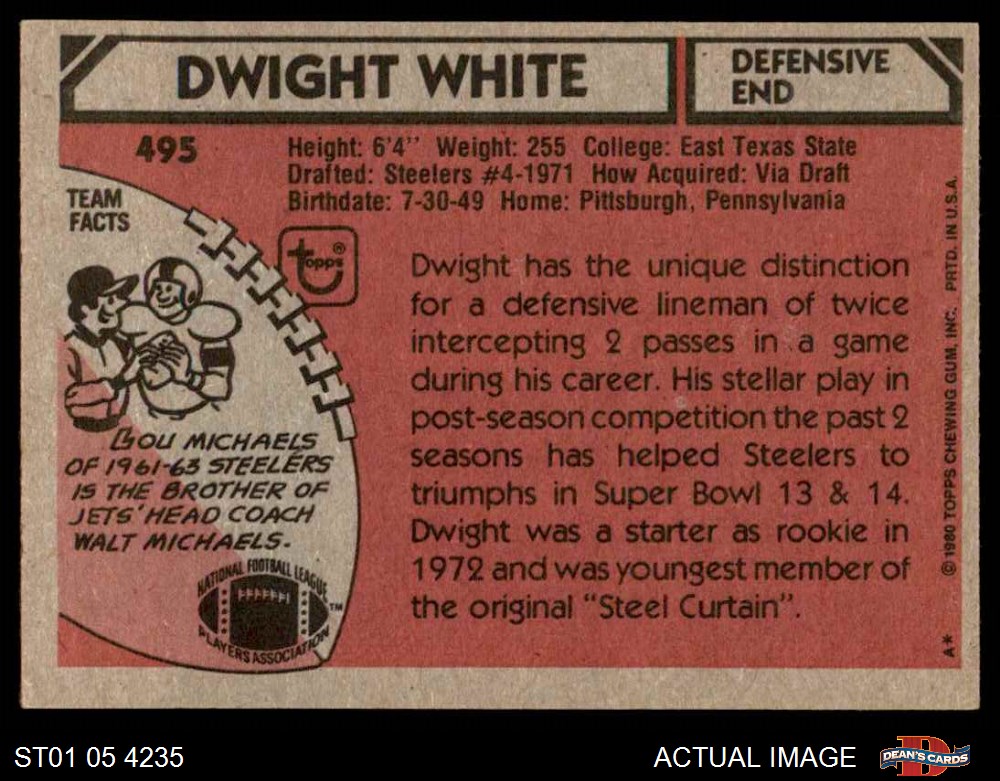 DWIGHT WHITE
DEFENSIVE
END
495
Height: 6'4" Weight: 255 College: East Texas State
Drafted: Steelers #4-1971 How Acquired: Via Draft
Birthdate: 7-30-49 Home: Pittsburgh, Pennsylvania
TEAM
FACTS
topps®
Dwight has the unique distinction
for a defensive lineman of twice
intercepting 2 passes in a game
during his career. His stellar play in
post-season competition the past 2
seasons has helped Steelers to
triumphs in Super Bowl 13 & 14.
Dwight was a starter as rookie in
1972 and was youngest member of
the original "Steel Curtain".
LOU MICHAELS
OF 1961-63 STEELERS
IS THE BROTHER OF
JETS' HEAD COACH
WALT MICHAELS.
NATIONAL FOOTBALL LEAGUE
PLAYERS ASSOCIATION
TM
A* © 1980 TOPPS CHEWING GUM, INC. PRTD. IN U.S.A.
ST01 05 4235
ACTUAL IMAGE
DEAN'S CARDS